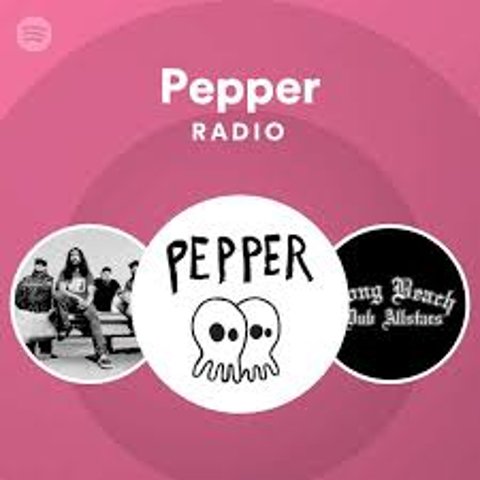 Pepper
RADIO
PEPPER
ong Beach
Dub Allstars